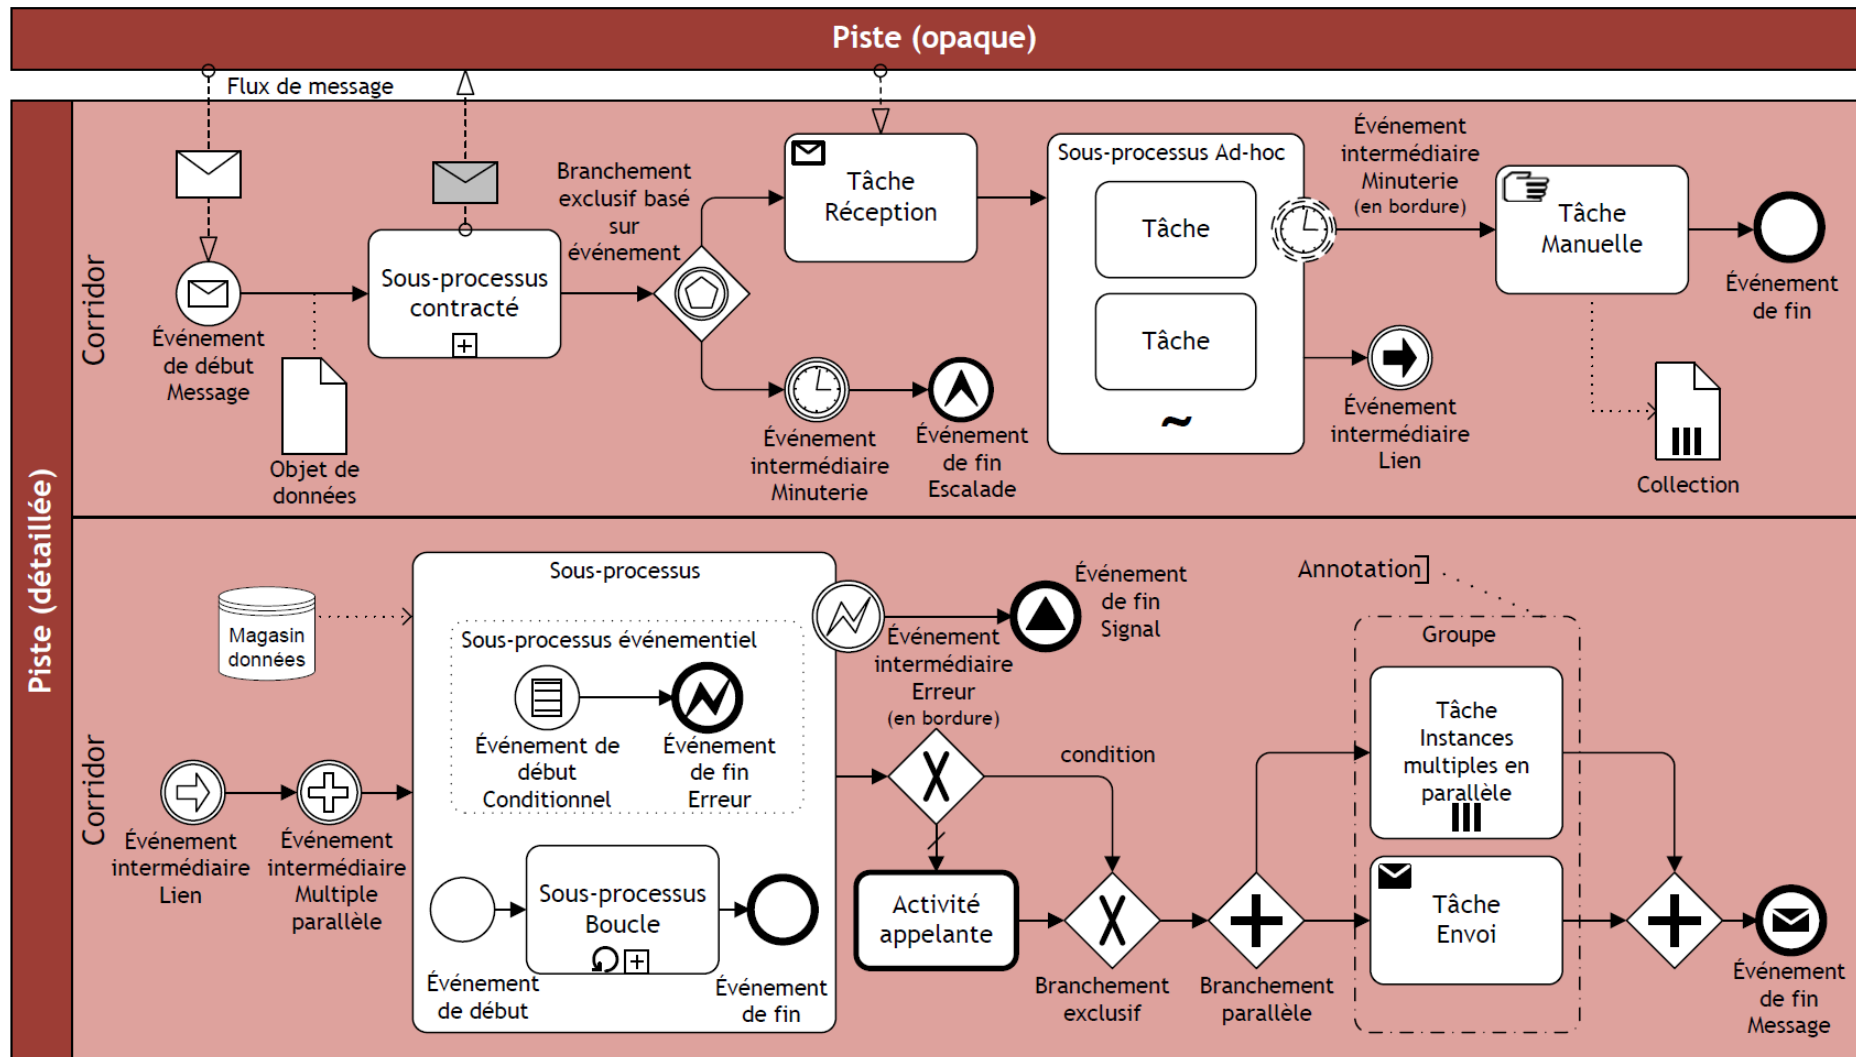 Piste (opaque)
Flux de message
Piste (détaillée)
Corridor
Événement
de début
Message
Objet de
données
Sous-processus
contracté
Branchement
exclusif basé
sur
événement
Tâche
Réception
Événement
intermédiaire
Minuterie
Événement
de fin
Escalade
Sous-processus Ad-hoc
Tâche
Tâche
Événement
intermédiaire
Minuterie
(en bordure)
Événement
intermédiaire
Lien
Tâche
Manuelle
Événement
de fin
Collection
Corridor
Magasin
données
Événement
intermédiaire
Lien
Événement
intermédiaire
Multiple
parallèle
Sous-processus
Sous-processus événementiel
Événement de
début
Conditionnel
Événement
de fin
Erreur
Événement
de début
Sous-processus
Boucle
Événement
de fin
Événement
intermédiaire
Erreur
(en bordure)
Événement
de fin
Signal
condition
Activité
appelante
Branchement
exclusif
Branchement
parallèle
Annotation
Groupe
Tâche
Instances
multiples en
parallèle
Tâche
Envoi
Événement
de fin
Message